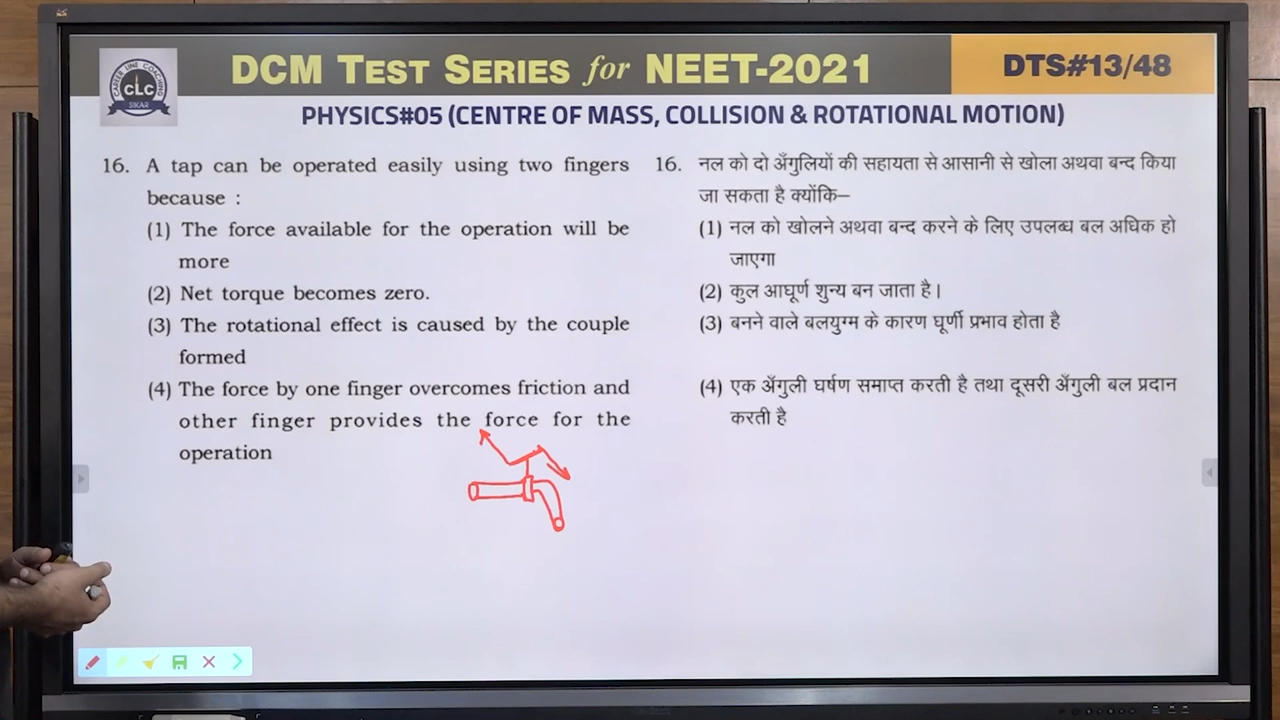 CAREER LINE COACHING
CLC
SIKAR
DCM TEST SERIES for NEET-2021
DTS#13/48
PHYSICS#05 (CENTRE OF MASS, COLLISION & ROTATIONAL MOTION)
16. A tap can be operated easily using two fingers
because :
(1) The force available for the operation will be
more
(2) Net torque becomes zero.
(3) The rotational effect is caused by the couple
formed
(4) The force by one finger overcomes friction and
other finger provides the force for the
operation
16. नल को दो अँगुलियों की सहायता से आसानी से खोला अथवा बन्द किया
जा सकता है क्योंकि–
(1) नल को खोलने अथवा बन्द करने के लिए उपलब्ध बल अधिक हो
जाएगा
(2) कुल आघूर्ण शुन्य बन जाता है।
(3) बनने वाले बलयुग्म के कारण घूर्णी प्रभाव होता है
(4) एक अँगुली घर्षण समाप्त करती है तथा दूसरी अँगुली बल प्रदान
करती है